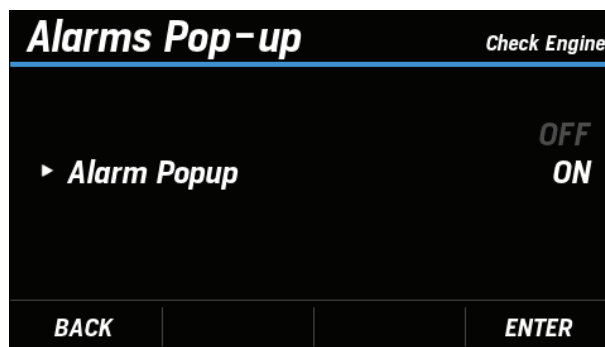 Alarms Pop-up
Check Engine
OFF
Alarm Popup ON
BACK ENTER